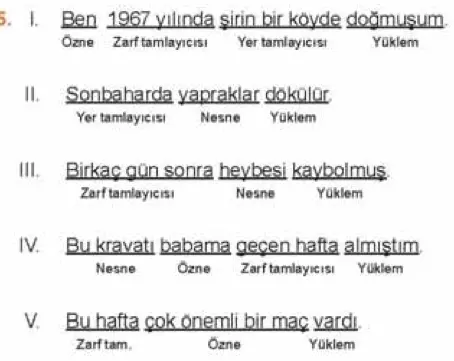 5. I. Ben 1967 yılında şirin bir köyde doğmuşum.
Özne Zarf tamlayıcısı Yer tamlayıcısı Yüklem
II. Sonbaharda yapraklar dökülür.
Yer tamlayıcısı Nesne Yüklem
III. Birkaç gün sonra heybesi kaybolmuş.
Zarf tamlayıcısı Nesne Yüklem
IV. Bu kravatı babama geçen hafta almıştım.
Nesne Özne Zarf tamlayıcısı Yüklem
V. Bu hafta çok önemli bir maç vardı.
Zarf tam. Özne Yüklem